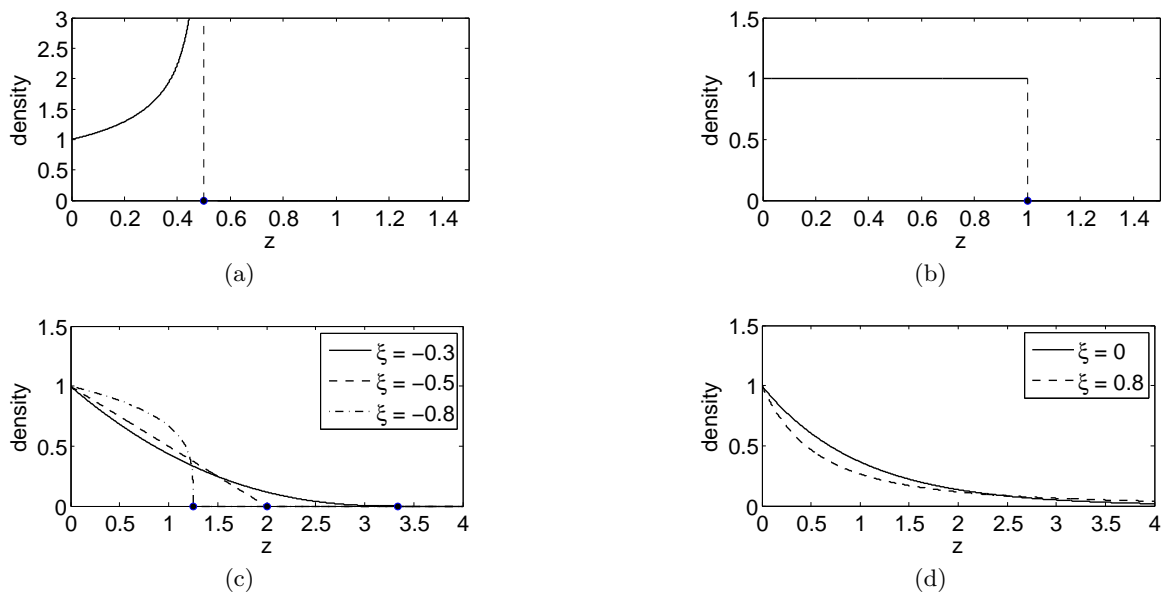 3
2.5
2
1.5
1
0.5
0
density
0 0.2 0.4 0.6 0.8 1 1.2 1.4
z
(a)
1.5
1
0.5
0
density
0 0.2 0.4 0.6 0.8 1 1.2 1.4
z
(b)
1.5
1
0.5
0
density
ξ = −0.3
ξ = −0.5
ξ = −0.8
0 0.5 1 1.5 2 2.5 3 3.5 4
z
(c)
1.5
1
0.5
0
density
ξ = 0
ξ = 0.8
0 0.5 1 1.5 2 2.5 3 3.5 4
z
(d)